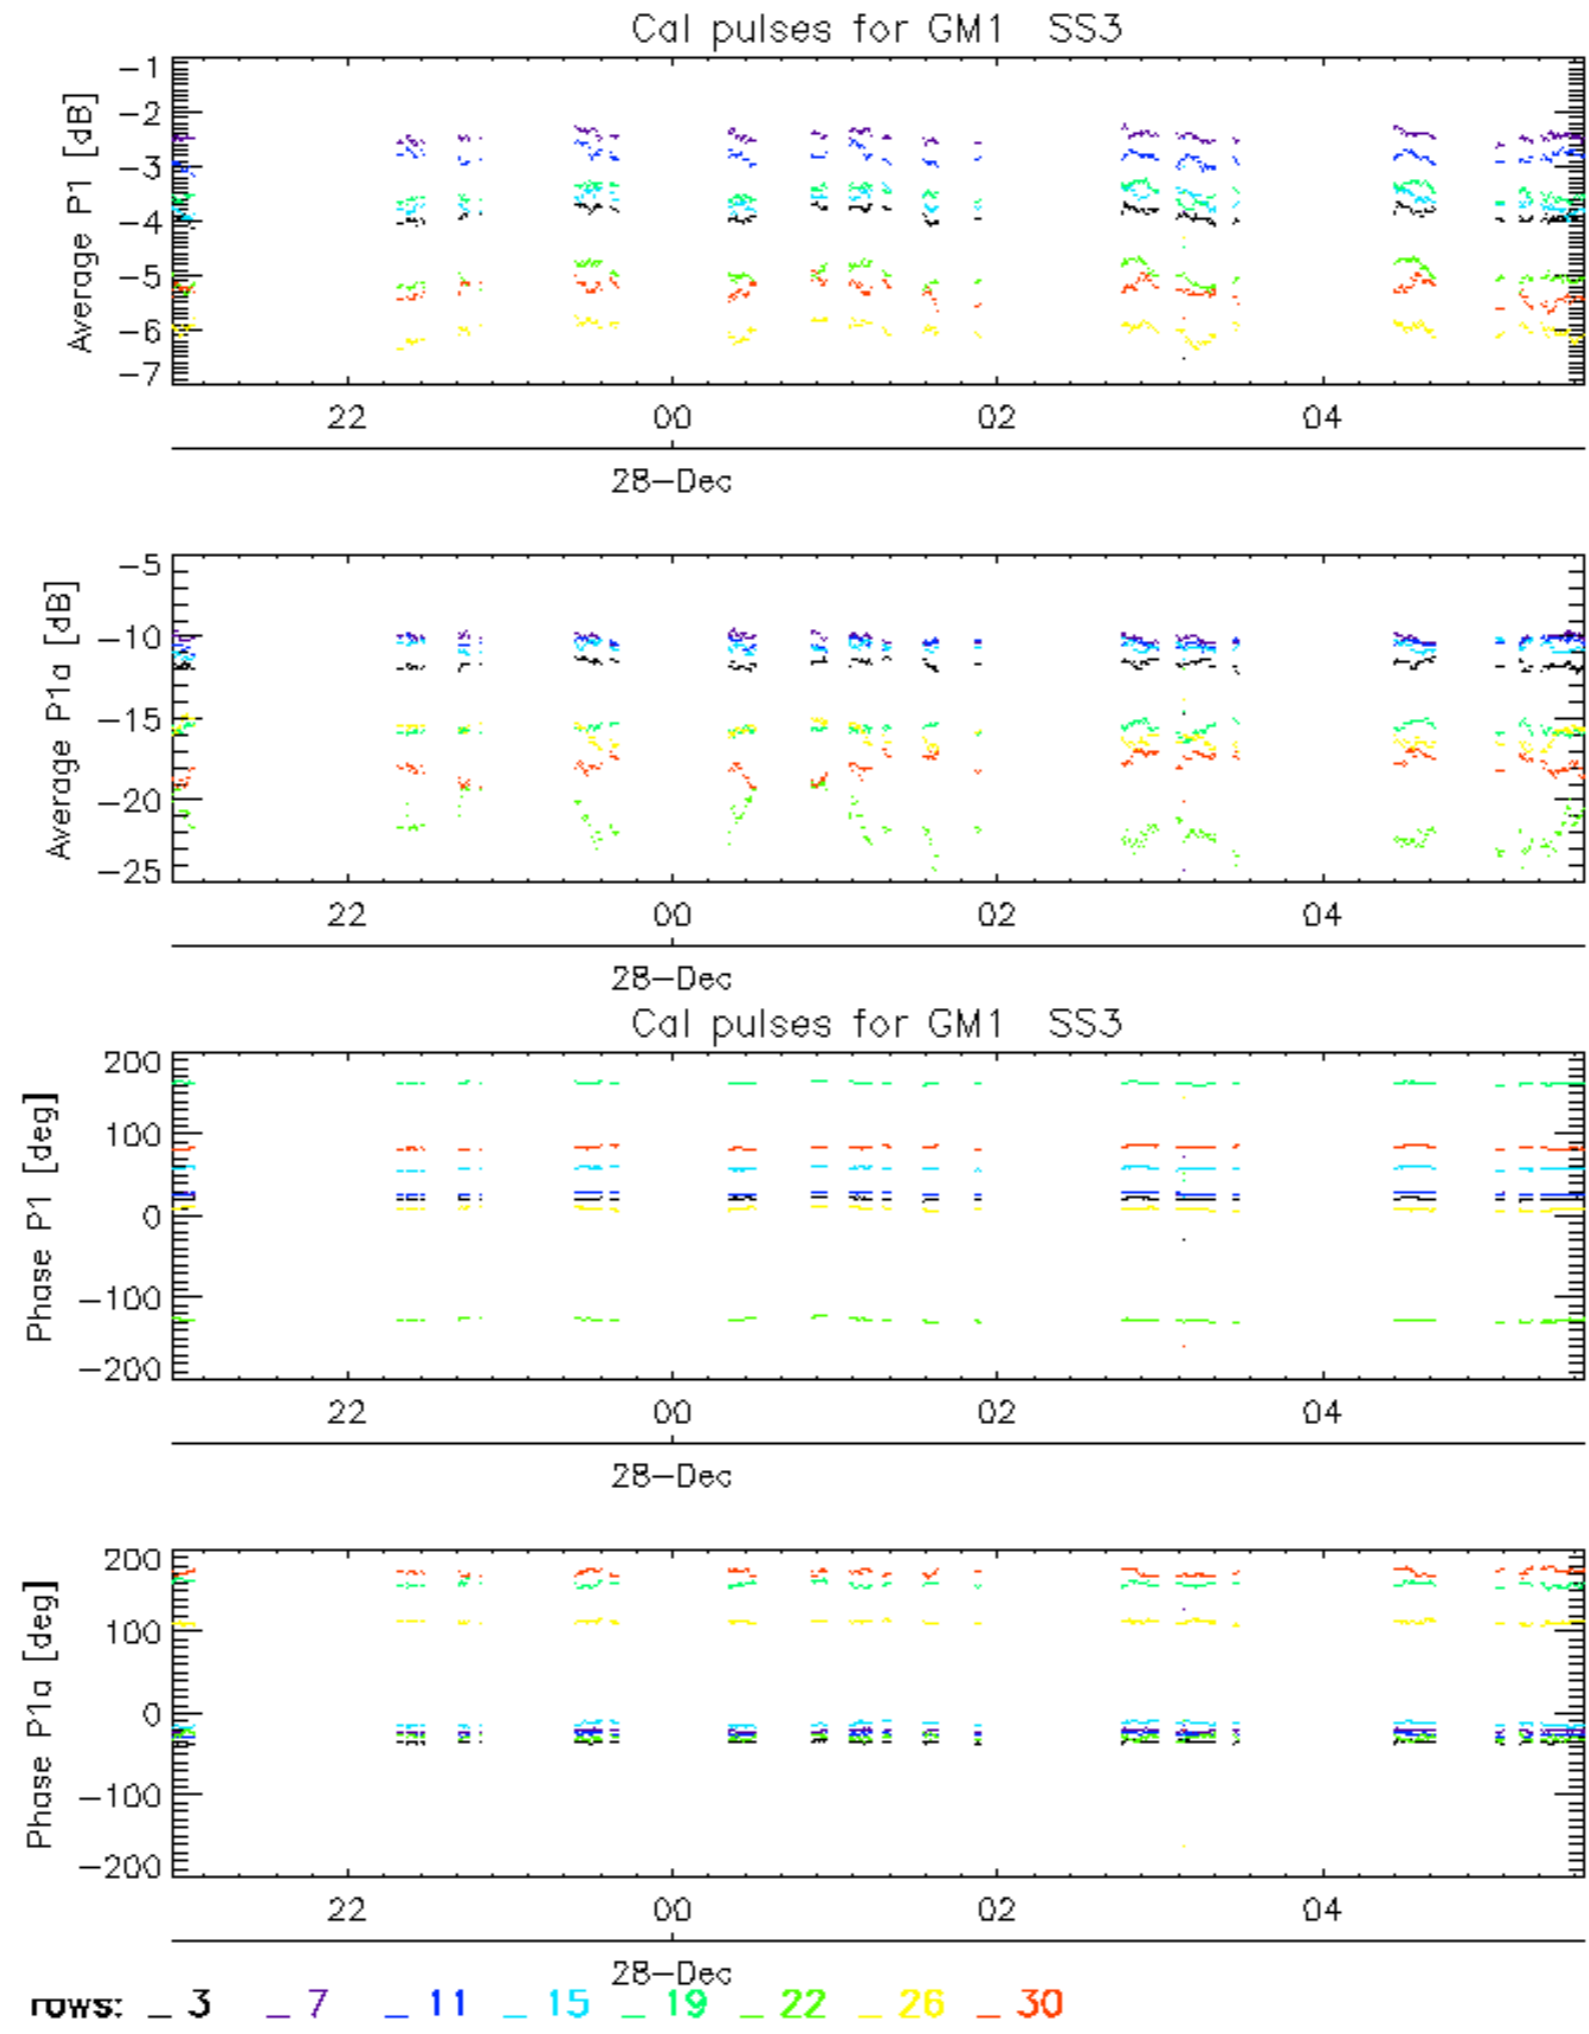 Cal pulses for GM1 SS3
Average P1 [dB]
-1
-2
-3
-4
-5
-6
-7
22 00 02 04
28-Dec
Average P1a [dB]
-5
-10
-15
-20
-25
22 00 02 04
28-Dec
Cal pulses for GM1 SS3
Phase P1 [deg]
200
100
0
-100
-200
22 00 02 04
28-Dec
Phase P1a [deg]
200
100
0
-100
-200
22 00 02 04
28-Dec
rows: _ 3 _ 7 _ 11 _ 15 _ 19 _ 22 _ 26 _ 30